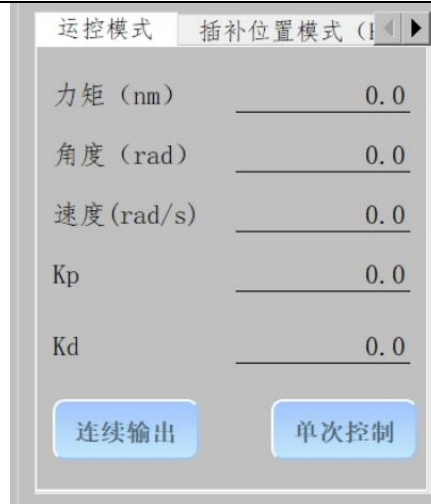 运控模式 插补位置模式（
力矩（nm） 0.0
角度（rad） 0.0
速度(rad/s) 0.0
Kp 0.0
Kd 0.0
连续输出 单次控制